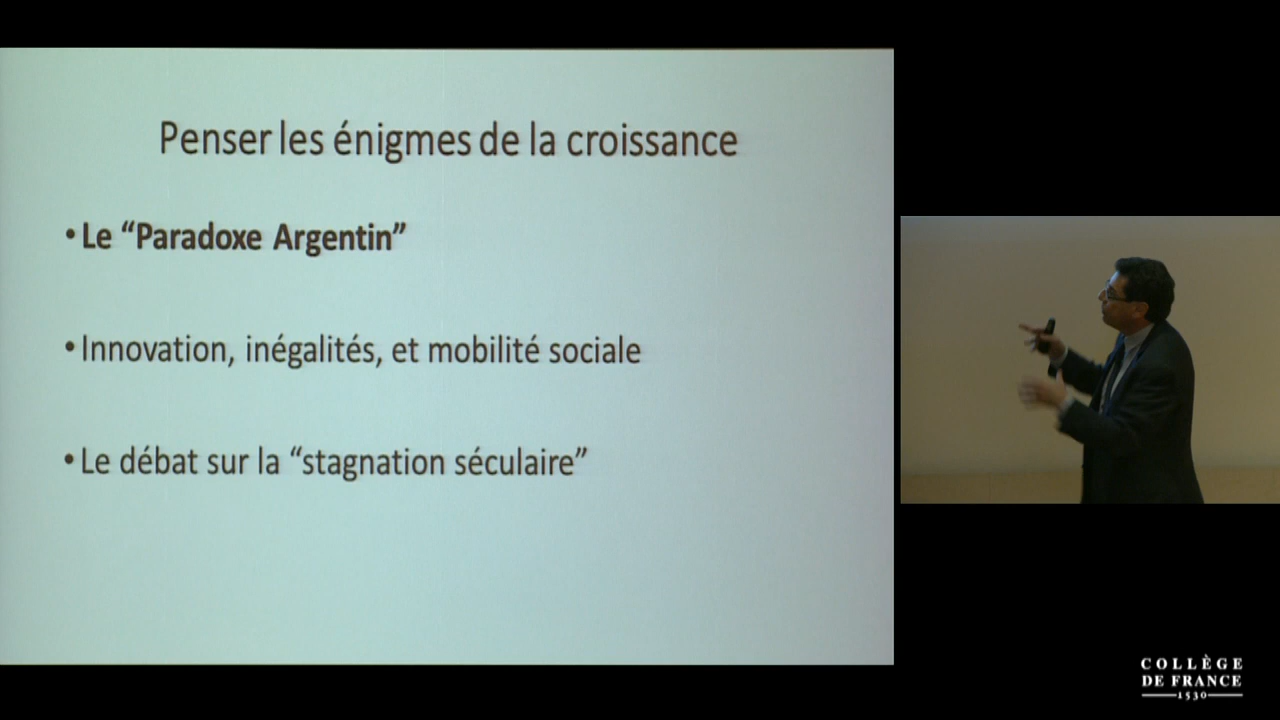 Penser les énigmes de la croissance
• Le “Paradoxe Argentin”
• Innovation, inégalités, et mobilité sociale
• Le débat sur la “stagnation séculaire”
COLLÈGE
DE FRANCE
1530